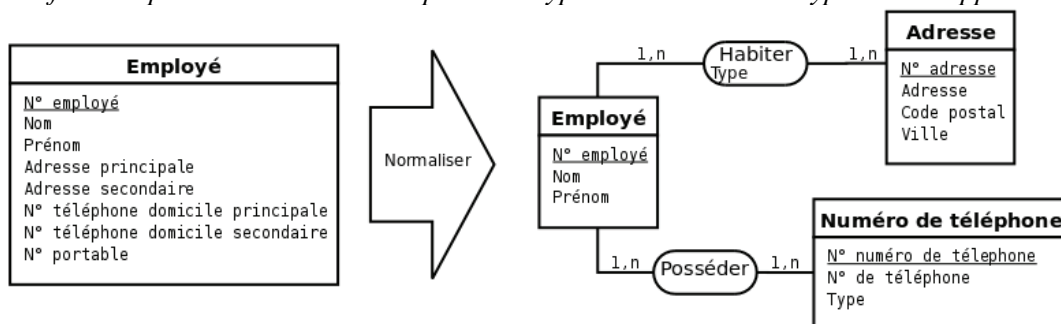 Employé
N° employé
Nom
Prénom
Adresse principale
Adresse secondaire
N° téléphone domicile principale
N° téléphone domicile secondaire
N° portable
Normaliser
Employé
N° employé
Nom
Prénom
1,n
Habiter
Type
1,n
Adresse
N° adresse
Adresse
Code postal
Ville
1,n
Posséder
1,n
Numéro de téléphone
N° numéro de télephone
N° de téléphone
Type